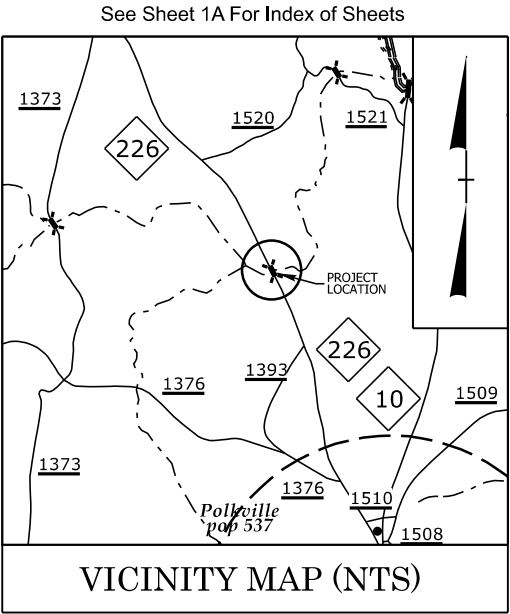 See Sheet 1A For Index of Sheets
1373
226
1520
1521
PROJECT
LOCATION
226
1376
1393
10
1509
1373
1376
1510
Polkville
pop 537
1508
VICINITY MAP (NTS)